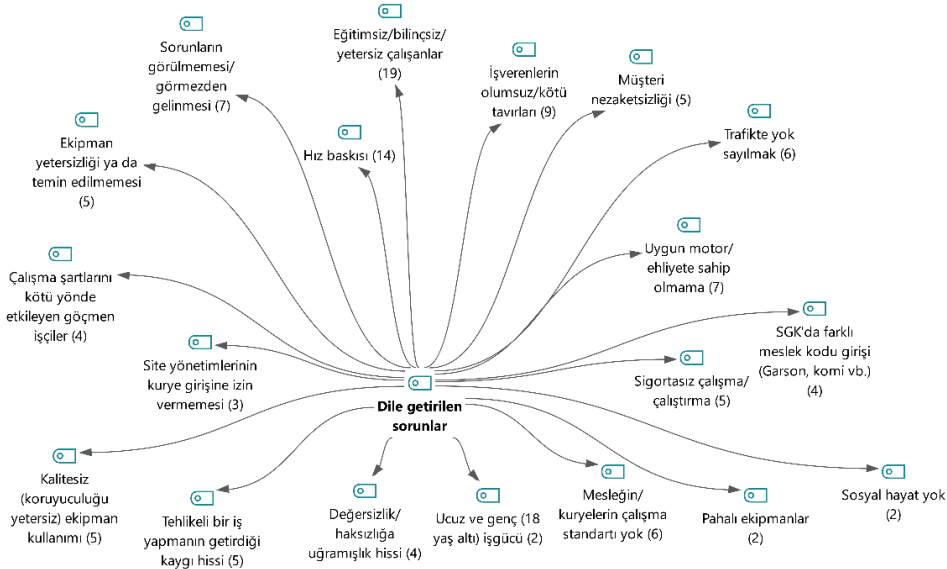 Sorunların
görülmemesi/
görmezden
gelinmesi (7)
Eğitimsiz/bilinçsiz/
yetersiz çalışanlar
(19)
İşverenlerin
olumsuz/kötü
tavırları (9)
Müşteri
nezaketsizliği (5)
Trafikte yok
sayılmak (6)
Ekipman
yetersizliği ya da
temin edilmemesi
(5)
Hız baskısı (14)
Uygun motor/
ehliyete sahip
olmama (7)
Çalışma şartlarını
kötü yönde
etkileyen göçmen
işçiler (4)
Site yönetimlerinin
kurye girişine izin
vermemesi (3)
SGK'da farklı
meslek kodu girişi
(Garson, komi vb.)
(4)
Sigortasız çalışma/
çalıştırma (5)
Dile getirilen
sorunlar
Kalitesiz
(koruyuculuğu
yetersiz) ekipman
kullanımı (5)
Tehlikeli bir iş
yapmanın getirdiği
kaygı hissi (5)
Değersizlik/
haksızlığa
uğramışlık hissi (4)
Ucuz ve genç (18
yaş altı) işgücü (2)
Mesleğin/
kuryelerin çalışma
standartı yok (6)
Pahalı ekipmanlar
(2)
Sosyal hayat yok
(2)